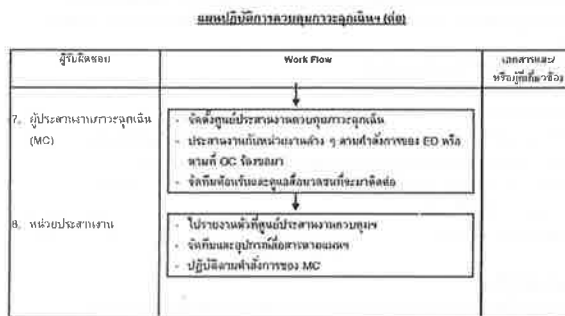 แผนปฏิบัติการควบคุมภาวะฉุกเฉินฯ (ต่อ)
ผู้รับผิดชอบ
Work Flow
เอกสารและ/
หรือผู้ที่เกี่ยวข้อง
7. ผู้ประสานงานภาวะฉุกเฉิน
(MC)
- จัดตั้งศูนย์ประสานงานควบคุมภาวะฉุกเฉิน
- ประสานงานกับหน่วยงานต่าง ๆ ตามคำสั่งการของ ED หรือ
ตามที่ OC ร้องขอมา
- จัดทีมต้อนรับและดูแลสื่อมวลชนที่จะมาติดต่อ
8. หน่วยประสานงาน
- ไปรายงานตัวที่ศูนย์ประสานงานควบคุมฯ
- จัดทีมและอุปกรณ์สื่อสารตามแผนฯ
- ปฏิบัติตามคำสั่งการของ MC